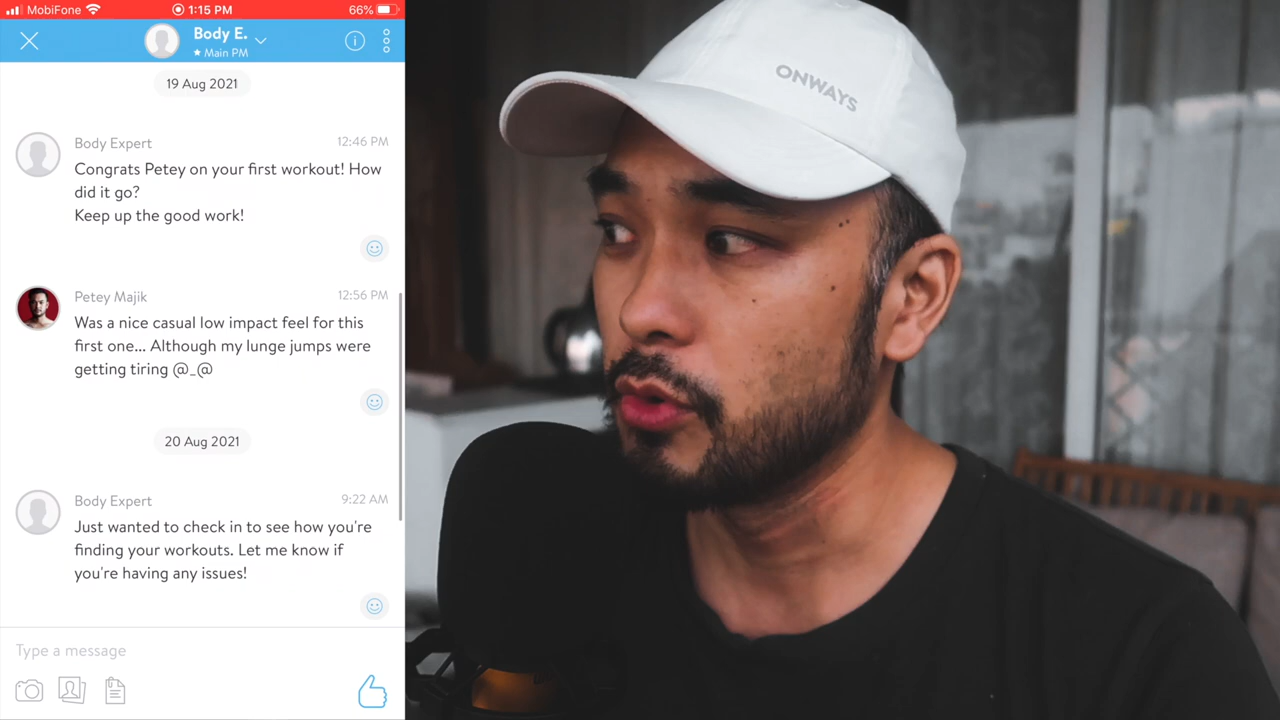 MobiFone
1:15 PM
66%
Body E.
★ Main PM
19 Aug 2021
Body Expert
12:46 PM
Congrats Petey on your first workout! How
did it go?
Keep up the good work!
Petey Majik
12:56 PM
Was a nice casual low impact feel for this
first one... Although my lunge jumps were
getting tiring @_@
20 Aug 2021
Body Expert
9:22 AM
Just wanted to check in to see how you're
finding your workouts. Let me know if
you're having any issues!
Type a message
ONWAYS